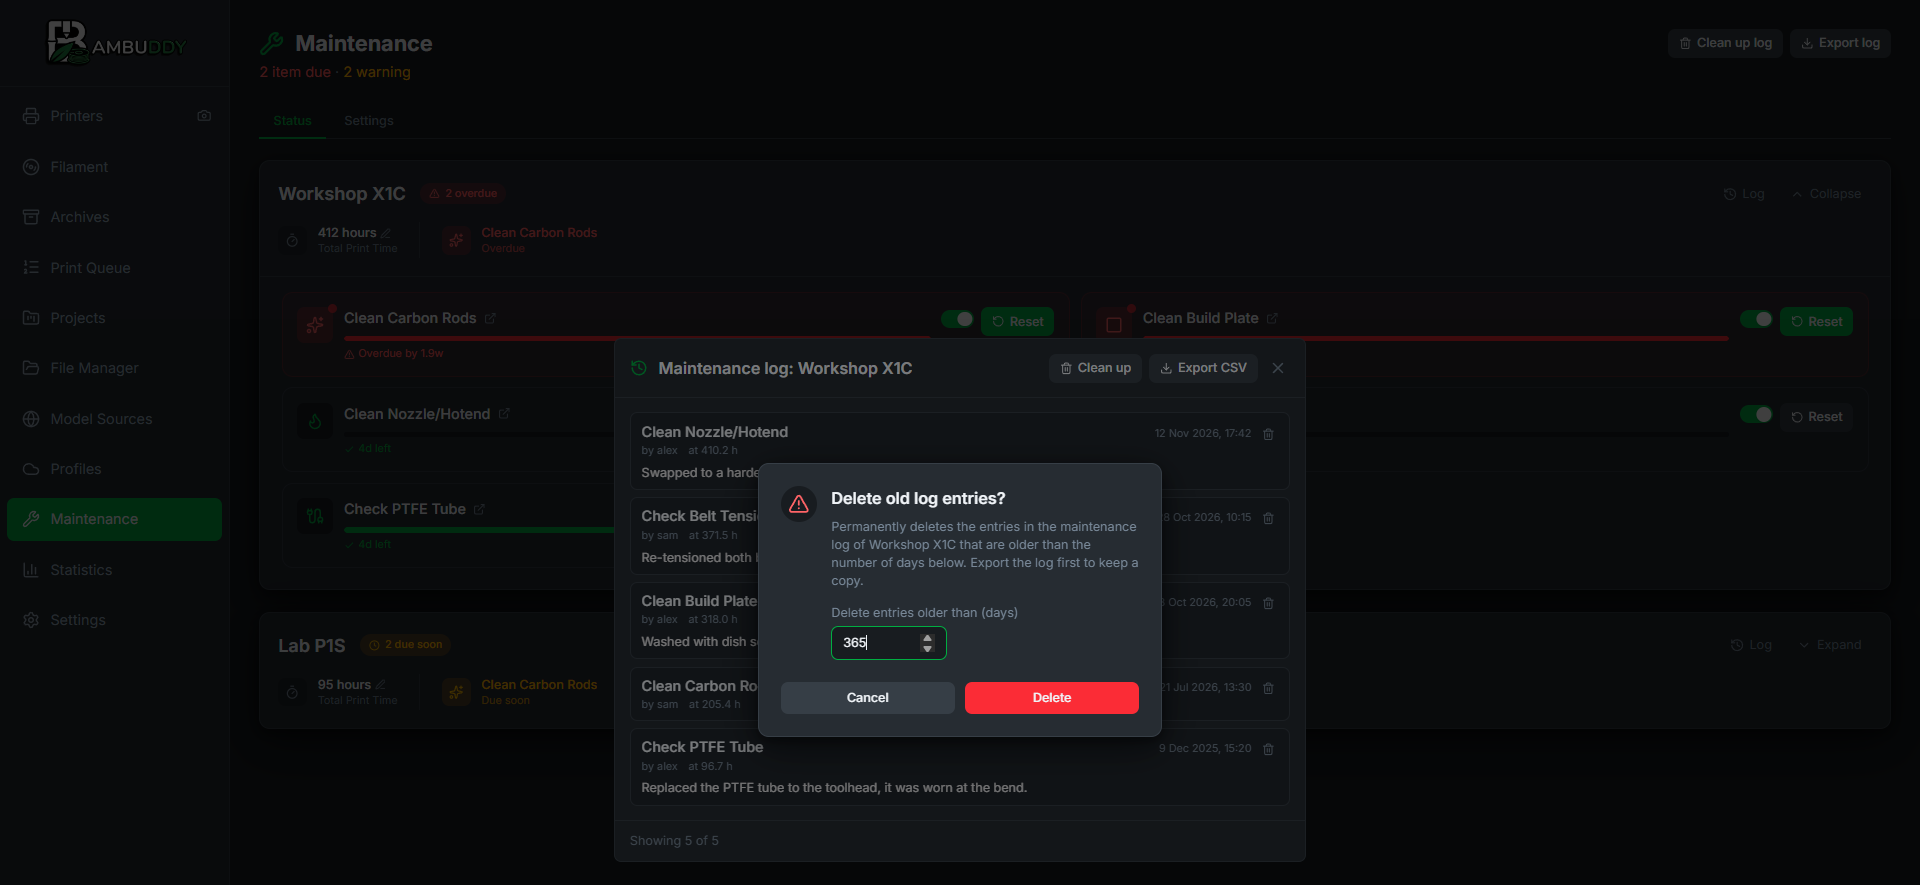 AMBUDDY
Maintenance
2 item due · 2 warning
Clean up log
Export log
Printers
Filament
Archives
Print Queue
Projects
File Manager
Model Sources
Profiles
Maintenance
Statistics
Settings
Status
Settings
Workshop X1C
2 overdue
Log
Collapse
412 hours
Total Print Time
Clean Carbon Rods
Overdue
Clean Carbon Rods
Reset
Overdue by 1.9w
Clean Build Plate
Reset
Clean Nozzle/Hotend
4d left
Reset
Check PTFE Tube
4d left
Lab P1S
2 due soon
Log
Expand
95 hours
Total Print Time
Clean Carbon Rods
Due soon
Maintenance log: Workshop X1C
Clean up
Export CSV
Clean Nozzle/Hotend
12 Nov 2026, 17:42
by alex at 410.2 h
Swapped to a
Check Belt
Oct 2026, 10:15
by sam at 371.5 h
Re-tensioned both
Clean Build Plate
Oct 2026, 20:05
by alex at 318.0 h
Washed with dish
Clean Carbon
21 Jul 2026, 13:30
by sam at 205.4 h
Check PTFE Tube
9 Dec 2025, 15:20
by alex at 96.7 h
Replaced the PTFE tube to the toolhead, it was worn at the bend.
Showing 5 of 5
Delete old log entries?
Permanently deletes the entries in the maintenance
log of Workshop X1C that are older than the
number of days below. Export the log first to keep a
copy.
Delete entries older than (days)
365
Cancel
Delete